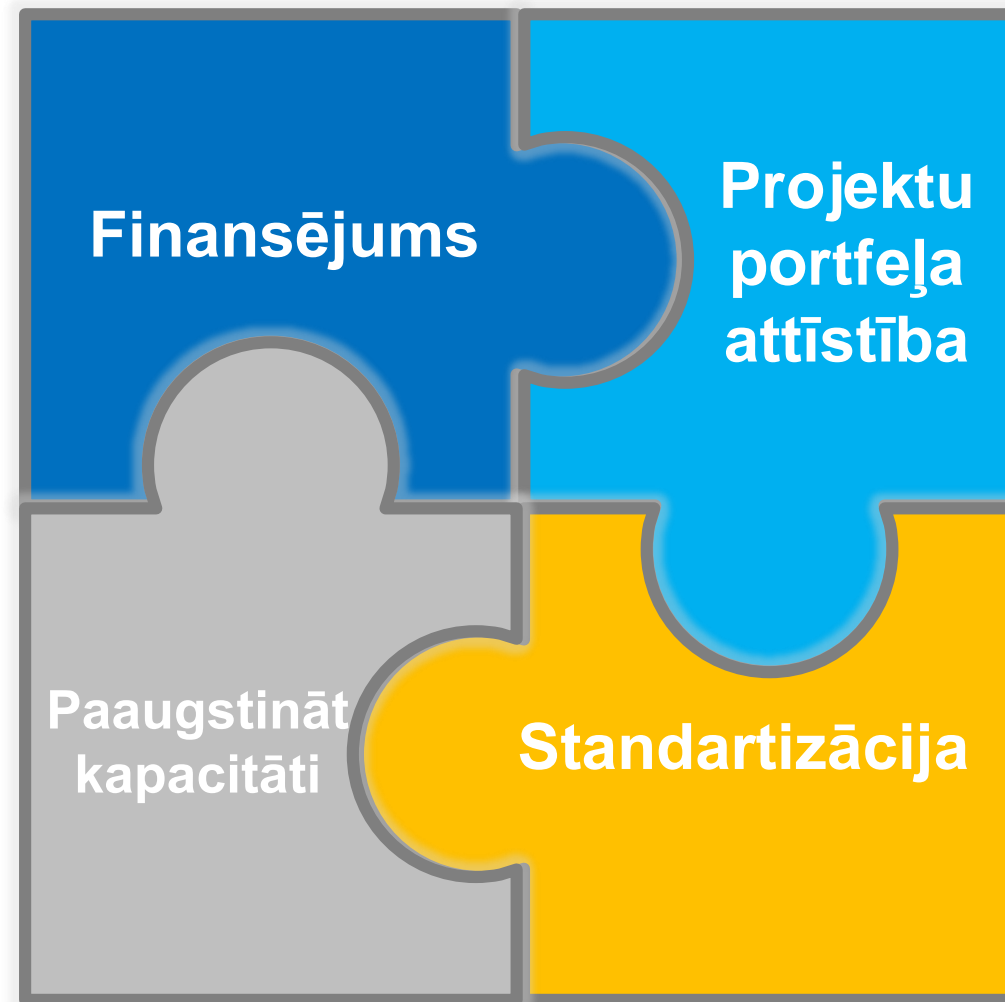 Finansējums
Projektu
portfeļa
attīstība
Paaugstināt
kapacitāti
Standartizācija